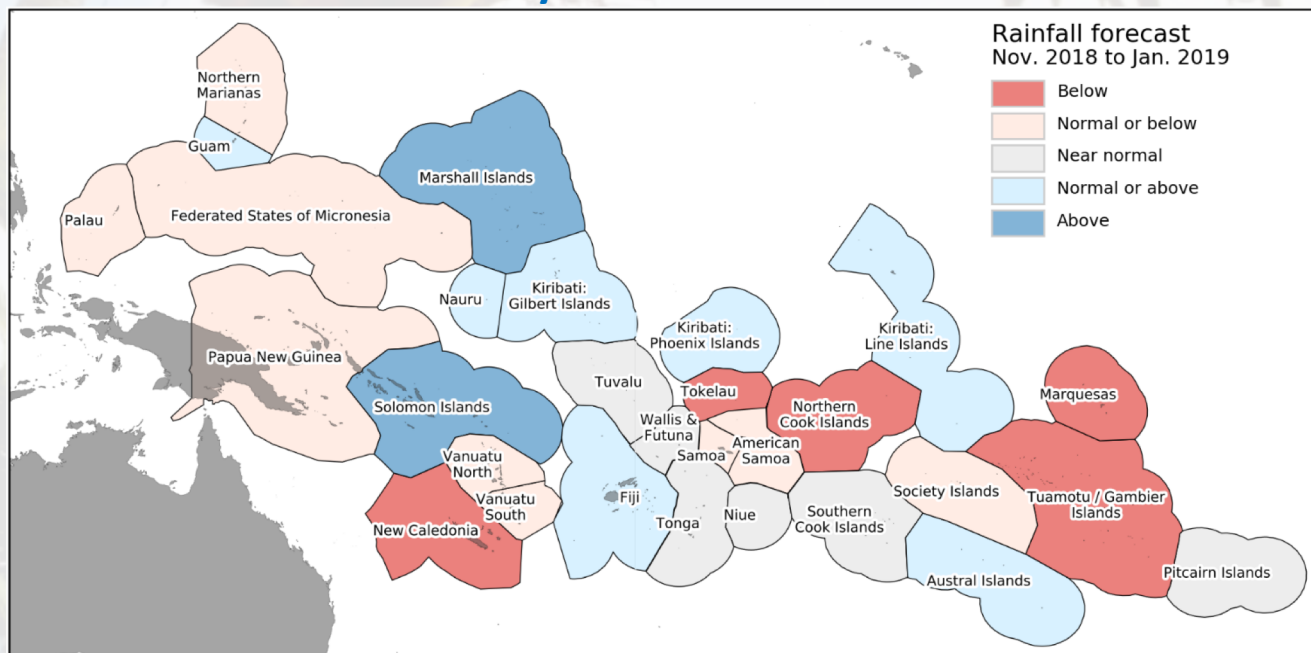 Rainfall forecast
Nov. 2018 to Jan. 2019
Below
Normal or below
Near normal
Normal or above
Above
Northern
Marianas
Guam
Marshall Islands
Palau
Federated States of Micronesia
Nauru
Kiribati:
Gilbert Islands
Kiribati:
Phoenix Islands
Kiribati:
Line Islands
Papua New Guinea
Tuvalu
Tokelau
Marquesas
Solomon Islands
Northern
Cook Islands
Wallis &
Futuna
Vanuatu
North
Samoa
American
Samoa
Vanuatu
South
Fiji
Society Islands
Tuamotu / Gambier
Islands
New Caledonia
Tonga
Niue
Southern
Cook Islands
Austral Islands
Pitcairn Islands